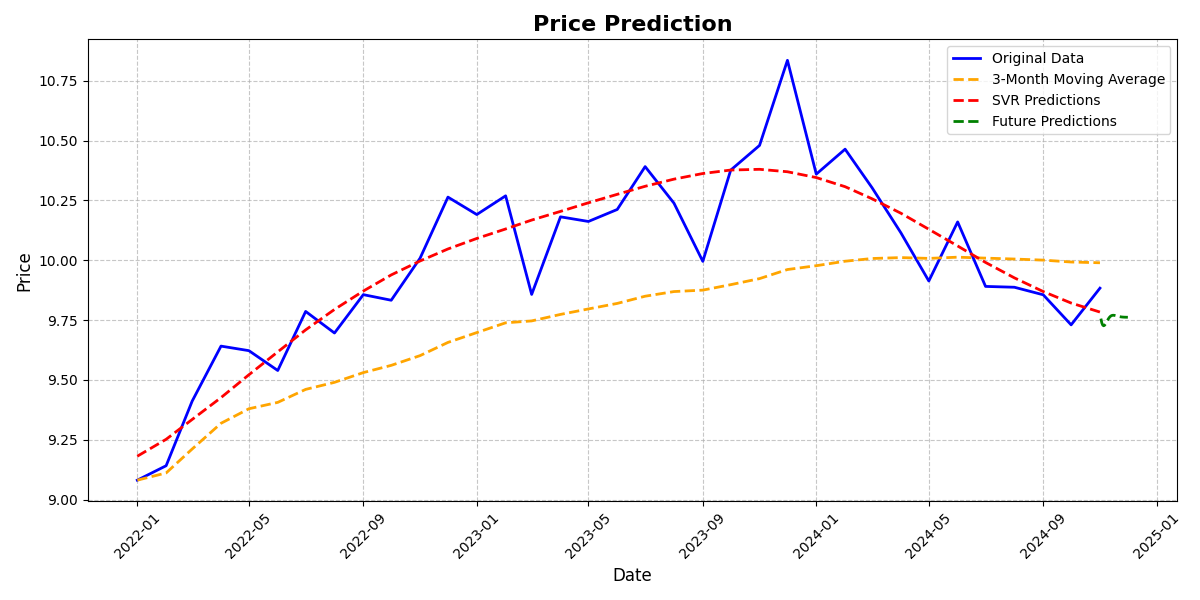 Price Prediction
Original Data
3-Month Moving Average
SVR Predictions
Future Predictions
Price
10.75
10.50
10.25
10.00
9.75
9.50
9.25
9.00
2022-01
2022-05
2022-09
2023-01
2023-05
2023-09
2024-01
2024-05
2024-09
2025-01
Date